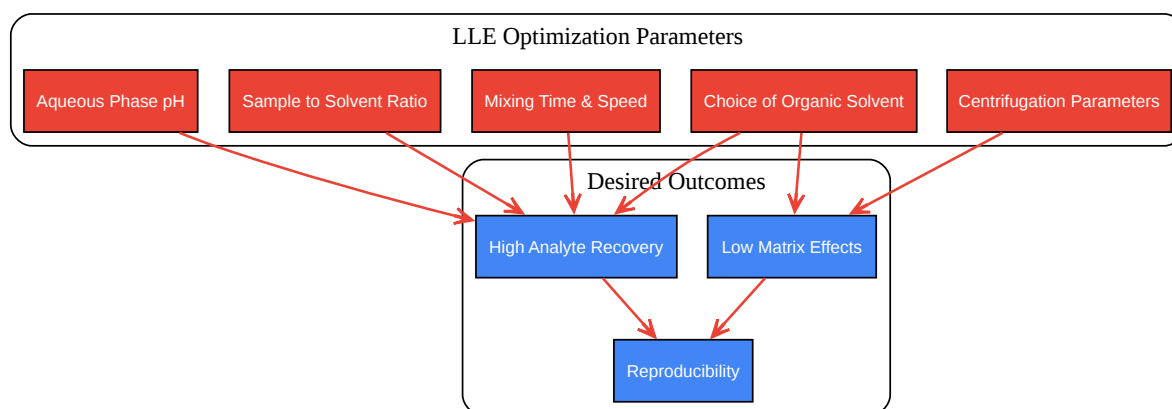 LLE Optimization Parameters
Aqueous Phase pH
Sample to Solvent Ratio
Mixing Time & Speed
Choice of Organic Solvent
Centrifugation Parameters
Desired Outcomes
High Analyte Recovery
Low Matrix Effects
Reproducibility